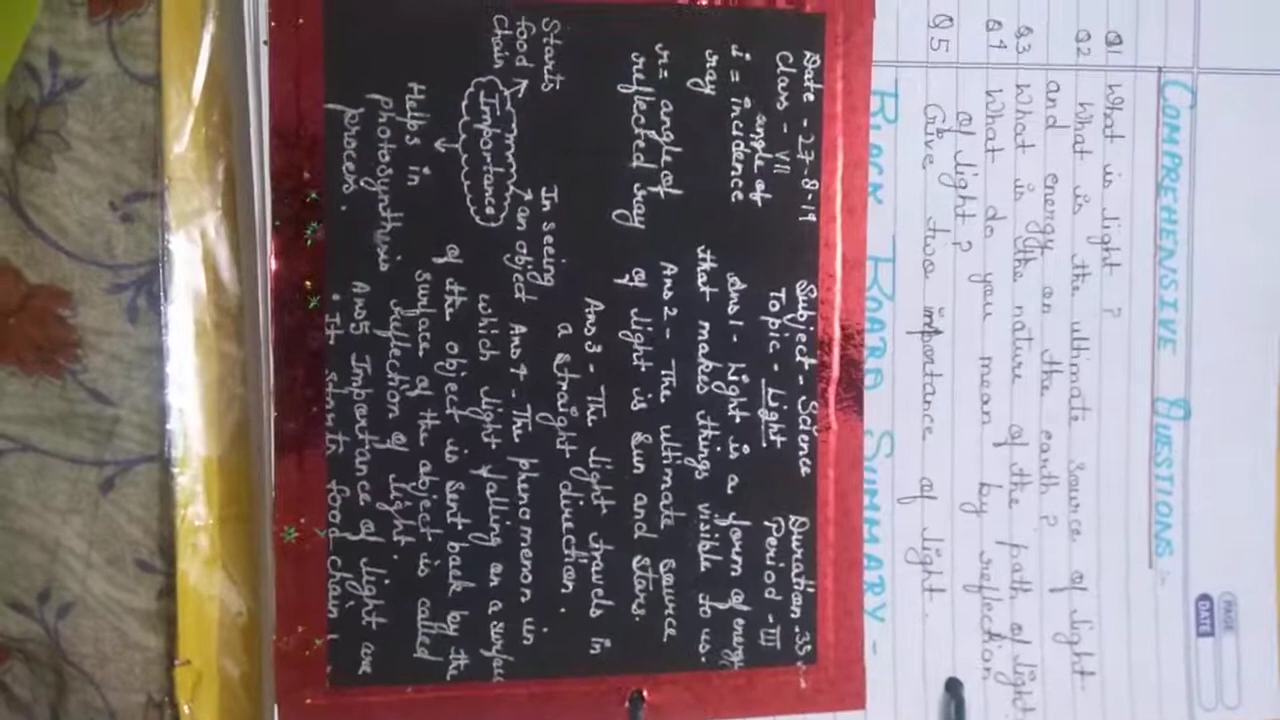 PAGE
DATE
COMPREHENSIVE QUESTIONS :-
Q1 What is light ?
Q2 What is the ultimate source of light
and energy on the earth ?
Q3 What is the nature of the path of light
Q4 What do you mean by reflection
of light ?
Q5 Give two importance of light.
BLACK BOARD SUMMARY -
Date - 27-8-19 Subject - Science Duration - 35
Class - VII Topic - Light Period - III
i = angle of
incidence
ray
r = angle of
reflected ray
Starts
food
chain
In seeing
an object
Importance
Helps in
photosynthesis
process.
Ans 1 - Light is a form of energy
that makes things visible to us.
Ans 2 - The ultimate source
of light is Sun and stars.
Ans 3 - The light travels in
a straight direction.
Ans 4 - The phenomenon in
which light falling on a surface
of the object is sent back by the
surface of the object is called
reflection of light.
Ans 5 Importance of light are
• It starts food chain,